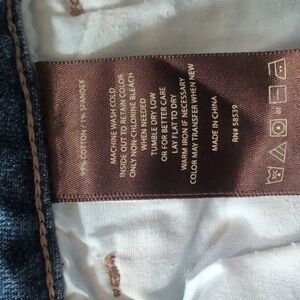 99% COTTON / 1% SPANDEX
MACHINE WASH COLD
INSIDE OUT TO RETAIN COLOR
ONLY NON-CHLORINE BLEACH
WHEN NEEDED
TUMBLE DRY LOW
OR FOR BETTER CARE
LAY FLAT TO DRY
WARM IRON IF NECESSARY
COLOR MAY TRANSFER WHEN NEW
MADE IN CHINA
RN# 58539
or